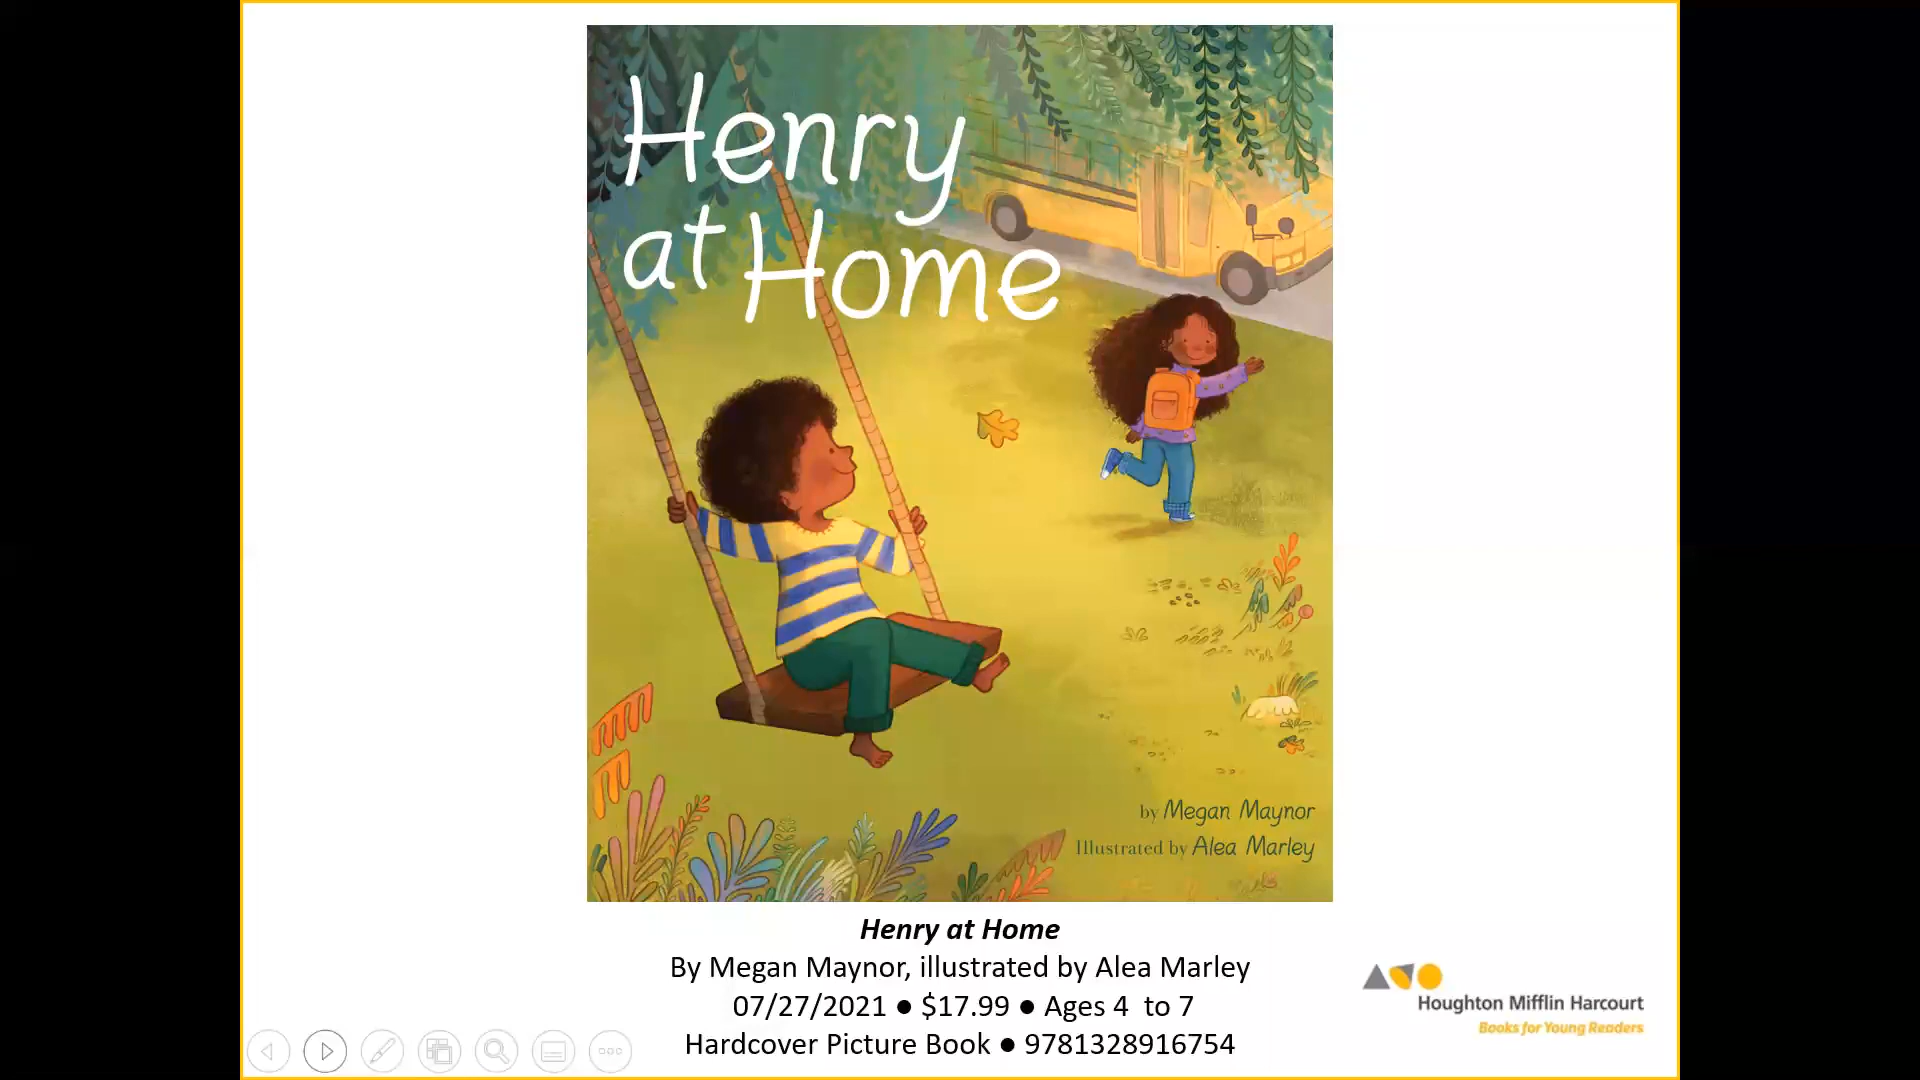 Henry
at Home
by Megan Maynor
Illustrated by Alea Marley
Henry at Home
By Megan Maynor, illustrated by Alea Marley
07/27/2021 ● $17.99 ● Ages 4 to 7
Hardcover Picture Book ● 9781328916754
Houghton Mifflin Harcourt
Books for Young Readers